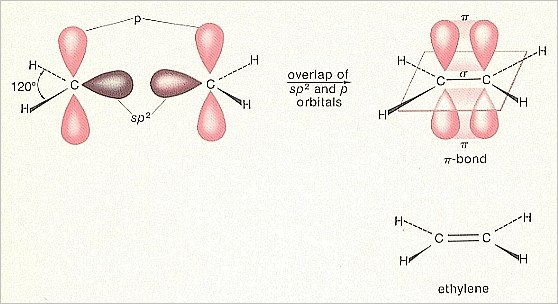 p
H
C
120°
H
sp²
C
H
H
overlap of
sp² and p
orbitals
π
H
C
σ
C
H
H
H
π
π-bond
H
C
C
H
H
H
ethylene